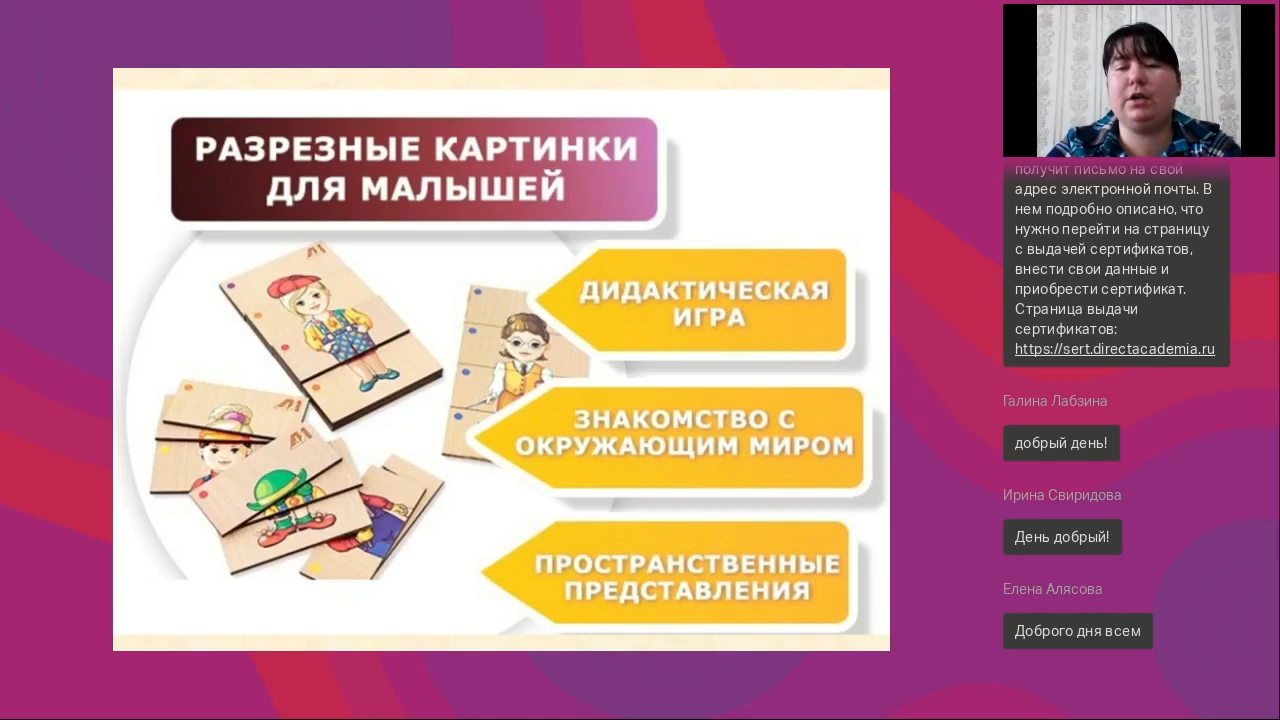 РАЗРЕЗНЫЕ КАРТИНКИ
ДЛЯ МАЛЫШЕЙ
ДИДАКТИЧЕСКАЯ
ИГРА
ЗНАКОМСТВО С
ОКРУЖАЮЩИМ МИРОМ
ПРОСТРАНСТВЕННЫЕ
ПРЕДСТАВЛЕНИЯ
получит письмо на свой
адрес электронной почты. В
нем подробно описано, что
нужно перейти на страницу
с выдачей сертификатов,
внести свои данные и
приобрести сертификат.
Страница выдачи
сертификатов:
https://sert.directacademia.ru
Галина Лабзина
добрый день!
Ирина Свиридова
День добрый!
Елена Алясова
Доброго дня всем